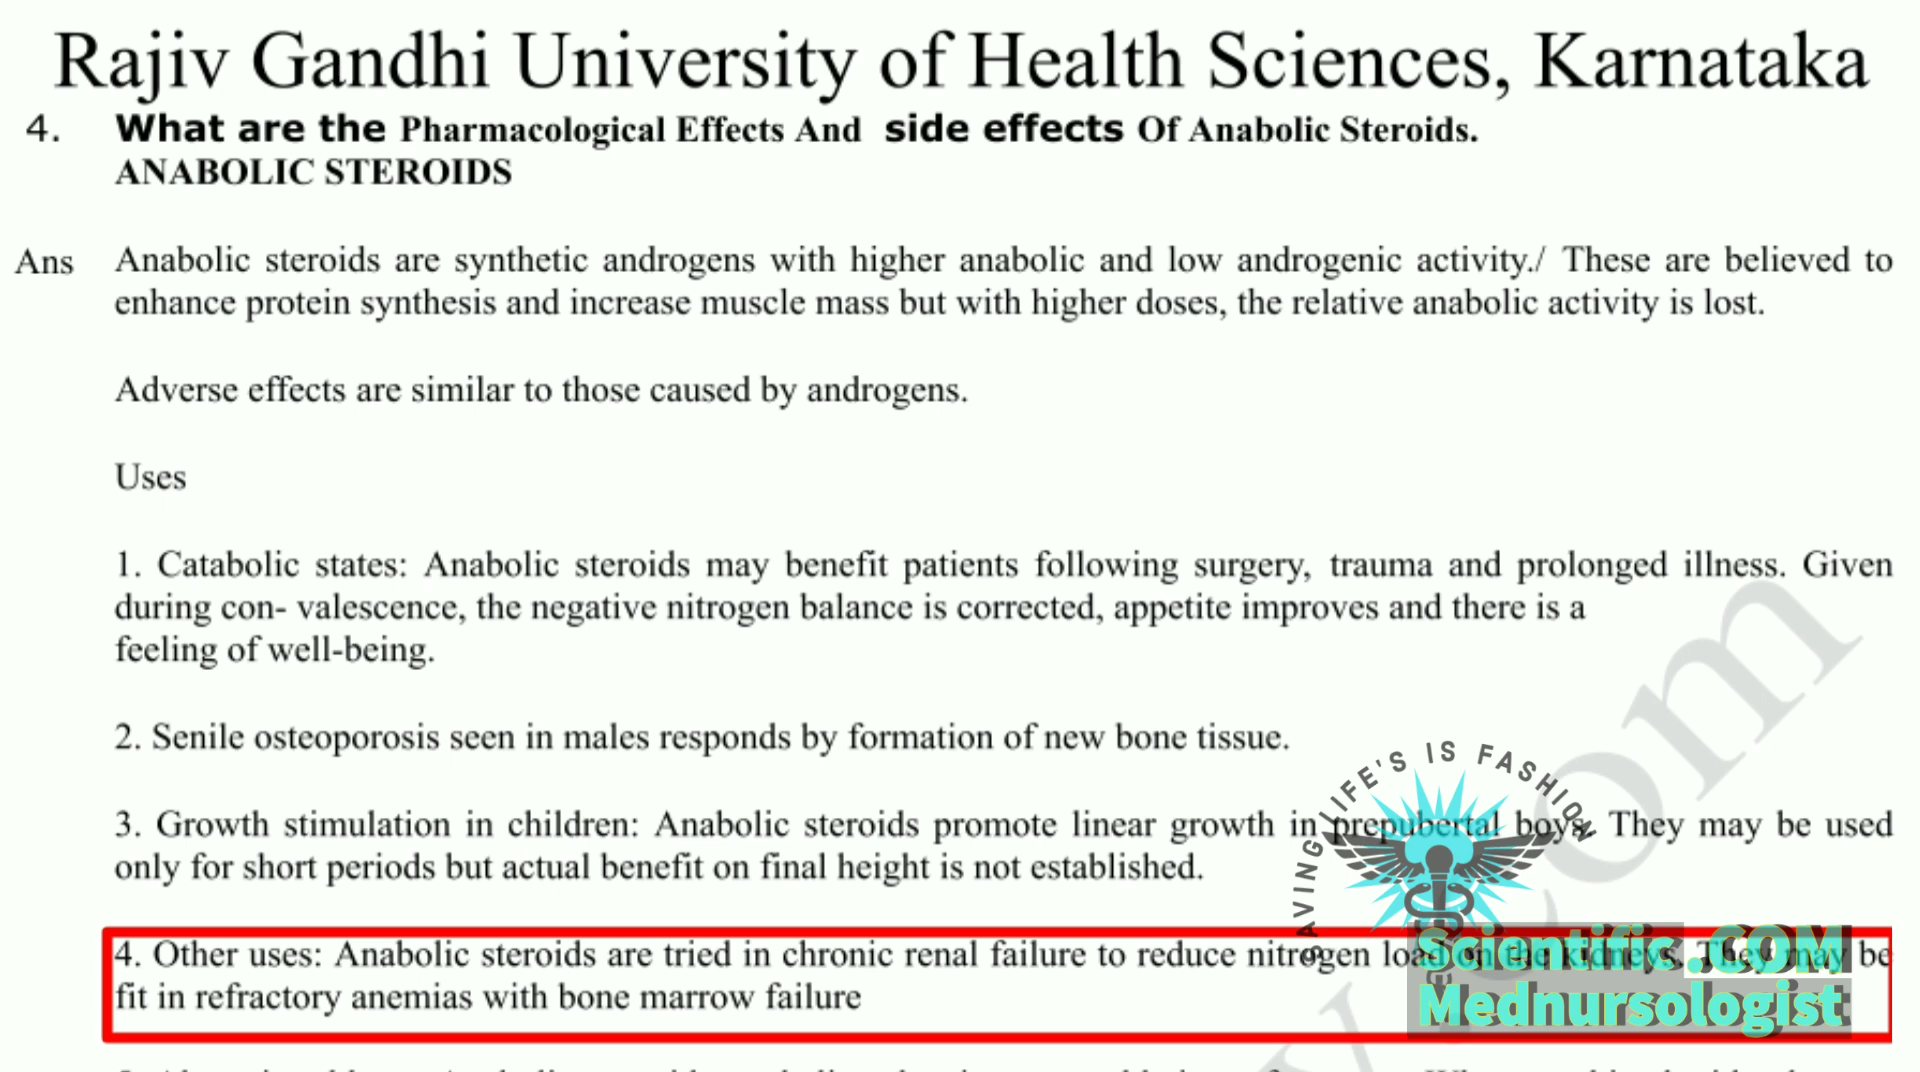 Rajiv Gandhi University of Health Sciences, Karnataka
4. What are the Pharmacological Effects And side effects Of Anabolic Steroids.
ANABOLIC STEROIDS
Ans Anabolic steroids are synthetic androgens with higher anabolic and low androgenic activity./ These are believed to
enhance protein synthesis and increase muscle mass but with higher doses, the relative anabolic activity is lost.
Adverse effects are similar to those caused by androgens.
Uses
1. Catabolic states: Anabolic steroids may benefit patients following surgery, trauma and prolonged illness. Given
during con- valescence, the negative nitrogen balance is corrected, appetite improves and there is a
feeling of well-being.
2. Senile osteoporosis seen in males responds by formation of new bone tissue.
3. Growth stimulation in children: Anabolic steroids promote linear growth in prepubertal boys. They may be used
only for short periods but actual benefit on final height is not established.
4. Other uses: Anabolic steroids are tried in chronic renal failure to reduce nitrogen load on the kidneys. They may be
fit in refractory anemias with bone marrow failure
SAVING LIFE'S IS FASHION
Scientific .COM
Mednursologist
com